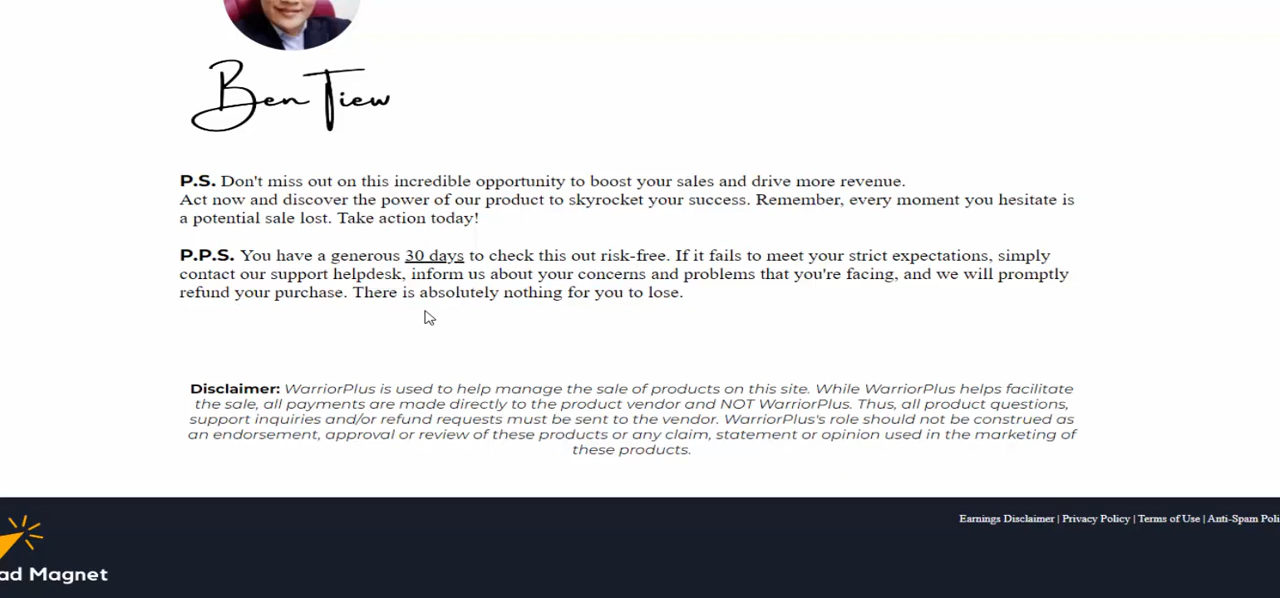 Ben Tiew
P.S. Don't miss out on this incredible opportunity to boost your sales and drive more revenue.
Act now and discover the power of our product to skyrocket your success. Remember, every moment you hesitate is
a potential sale lost. Take action today!
P.P.S. You have a generous 30 days to check this out risk-free. If it fails to meet your strict expectations, simply
contact our support helpdesk, inform us about your concerns and problems that you're facing, and we will promptly
refund your purchase. There is absolutely nothing for you to lose.
Disclaimer: WarriorPlus is used to help manage the sale of products on this site. While WarriorPlus helps facilitate
the sale, all payments are made directly to the product vendor and NOT WarriorPlus. Thus, all product questions,
support inquiries and/or refund requests must be sent to the vendor. WarriorPlus's role should not be construed as
an endorsement, approval or review of these products or any claim, statement or opinion used in the marketing of
these products.
Earnings Disclaimer | Privacy Policy | Terms of Use | Anti-Spam Poli
ad Magnet